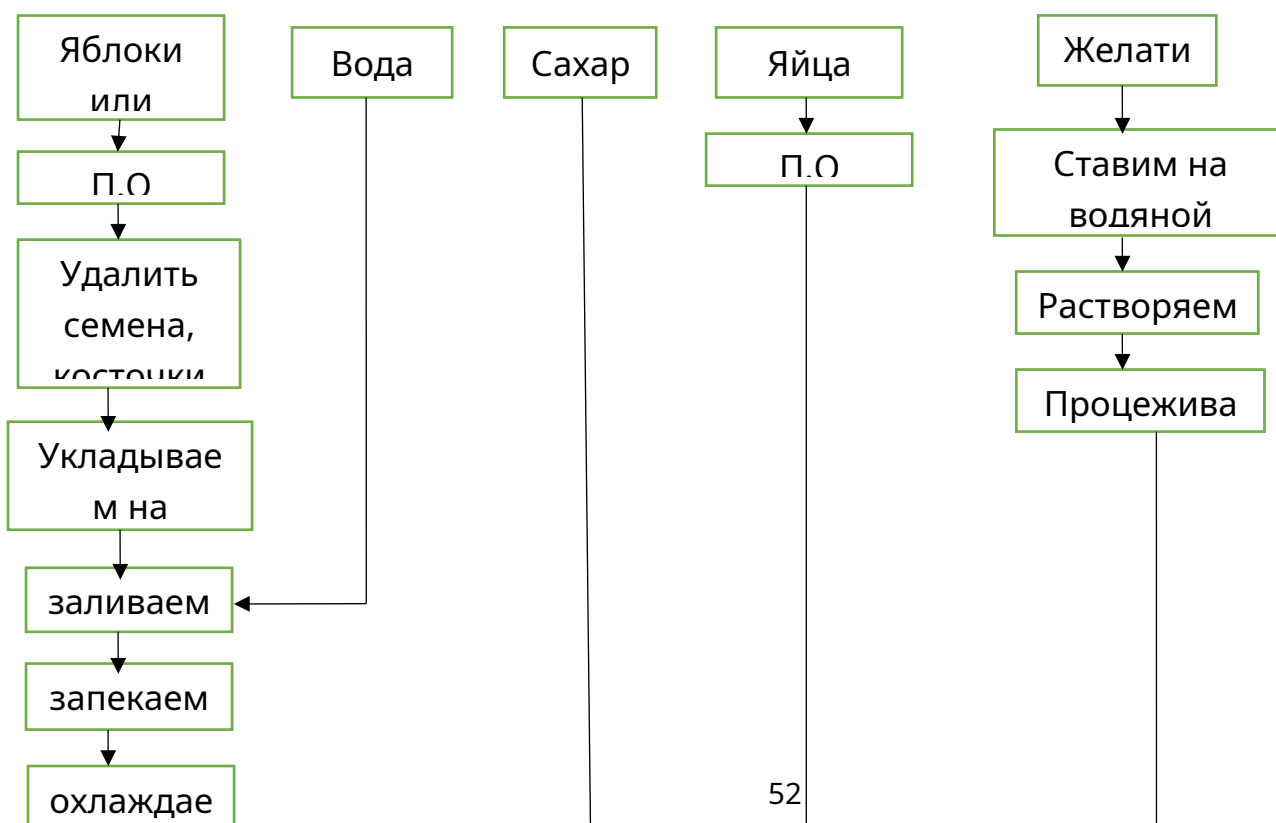 Яблоки
или
П.О
Удалить
семена,
косточки
Укладывае
м на
заливаем
запекаем
охлаждае
Вода
Сахар
Яйца
П.О
Желати
Ставим на
водяной
Растворяем
Процежива
52